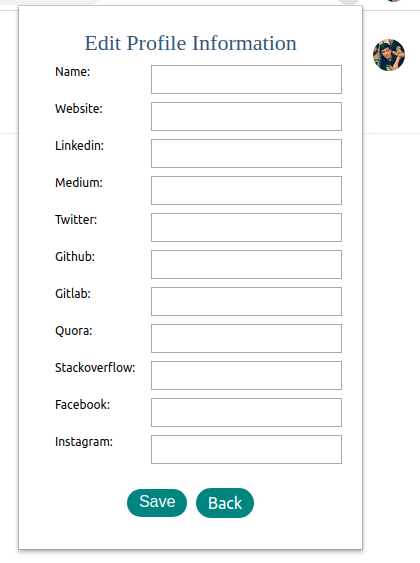 Edit Profile Information
Name:
Website:
Linkedin:
Medium:
Twitter:
Github:
Gitlab:
Quora:
Stackoverflow:
Facebook:
Instagram:
Save Back